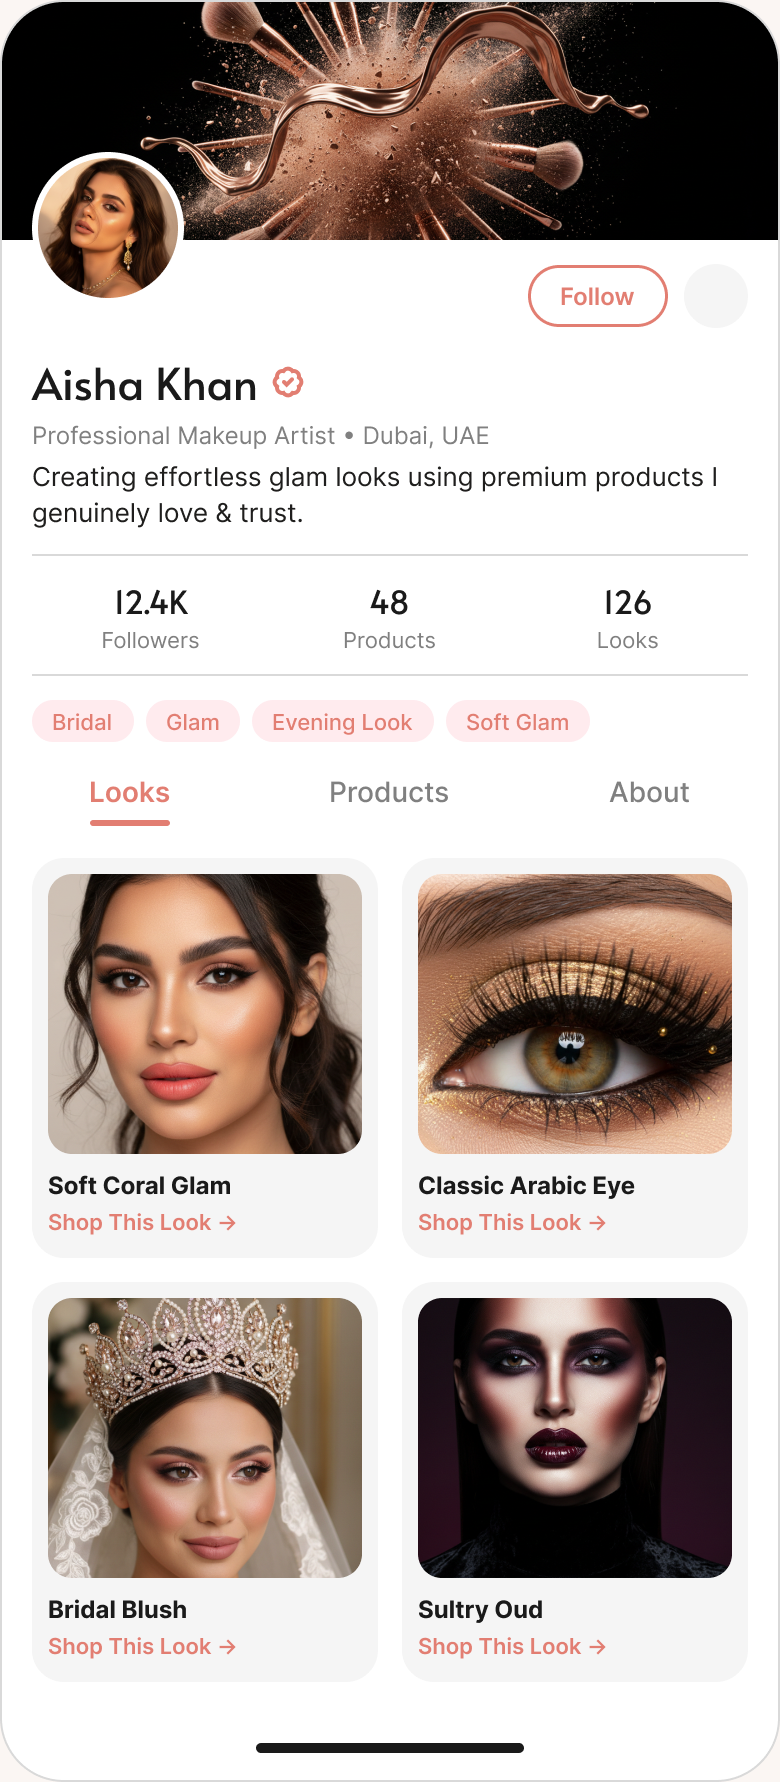 Follow
Aisha Khan
Professional Makeup Artist • Dubai, UAE
Creating effortless glam looks using premium products I
genuinely love & trust.
12.4K
Followers
48
Products
126
Looks
Bridal
Glam
Evening Look
Soft Glam
Looks
Products
About
Soft Coral Glam
Shop This Look →
Classic Arabic Eye
Shop This Look →
Bridal Blush
Shop This Look →
Sultry Oud
Shop This Look →